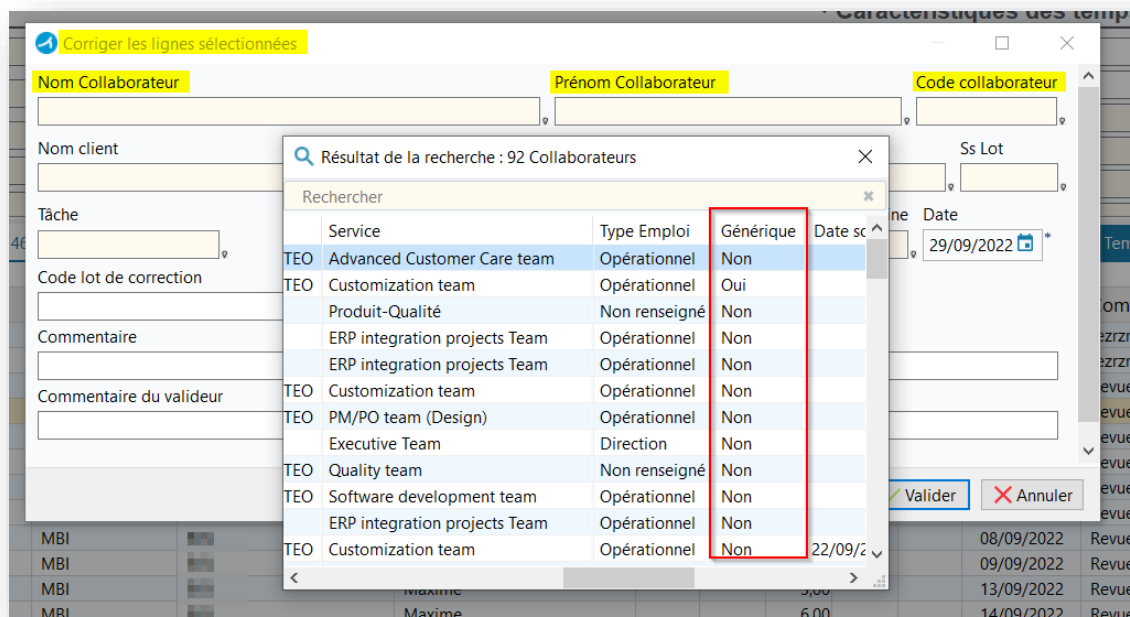 Caractéristiques des temp
Corriger les lignes sélectionnées
Nom Collaborateur Prénom Collaborateur Code collaborateur
Nom client Ss Lot
Résultat de la recherche : 92 Collaborateurs
Rechercher
Tâche ne Date
46 29/09/2022 * Tem
Service Type Emploi Générique Date so
TEO Advanced Customer Care team Opérationnel Non
Code lot de correction
TEO Customization team Opérationnel Oui
Produit-Qualité Non renseigné Non
Commentaire
ERP integration projects Team Opérationnel Non
ERP integration projects Team Opérationnel Non
Commentaire du valideur
TEO Customization team Opérationnel Non
TEO PM/PO team (Design) Opérationnel Non
Executive Team Direction Non
TEO Quality team Non renseigné Non
TEO Software development team Opérationnel Non
Valider Annuler
ERP integration projects Team Opérationnel Non
TEO Customization team Opérationnel Non 22/09/2
MBI 08/09/2022 Revue
MBI 09/09/2022 Revue
MBI Maxime 13/09/2022 Revue
MBI Maxime 6,00 14/09/2022 Revue